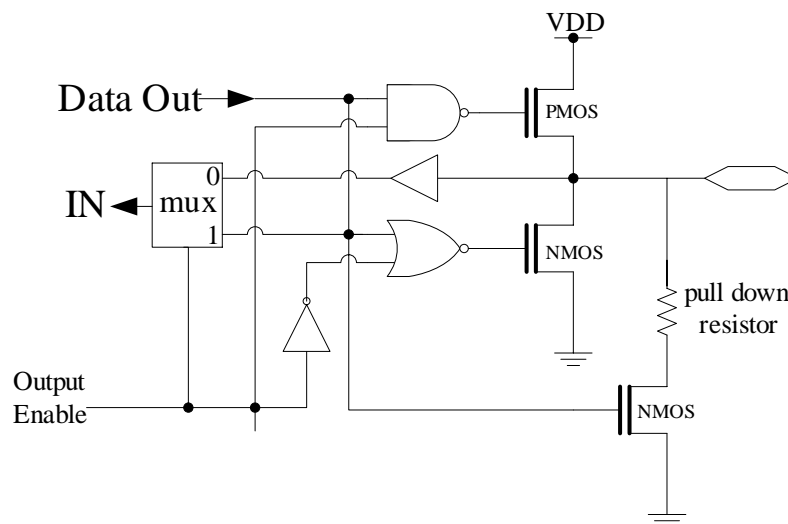 VDD
Data Out
PMOS
0
IN
mux
1
NMOS
pull down
resistor
Output
Enable
NMOS